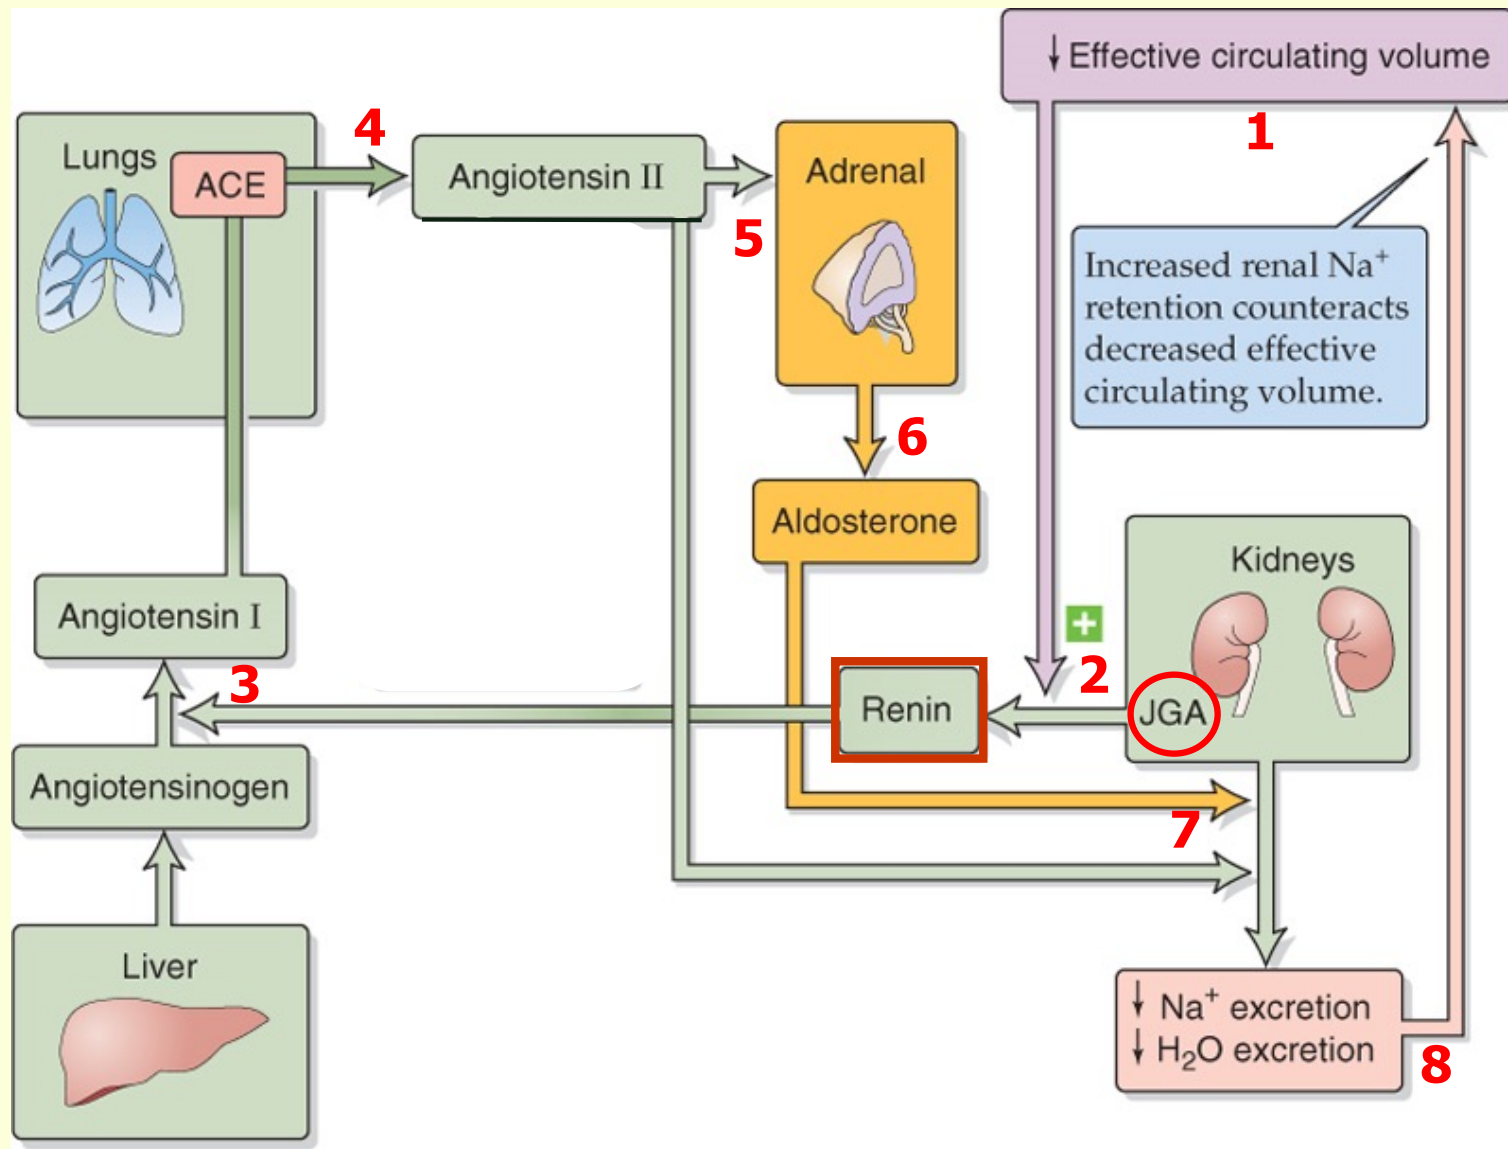 ↓ Effective circulating volume
1
4
Lungs
ACE
Angiotensin II
Adrenal
5
Increased renal Na⁺
retention counteracts
decreased effective
circulating volume.
6
Aldosterone
Kidneys
Angiotensin I
+
2
3
Renin
JGA
Angiotensinogen
7
Liver
↓ Na⁺ excretion
↓ H₂O excretion
8